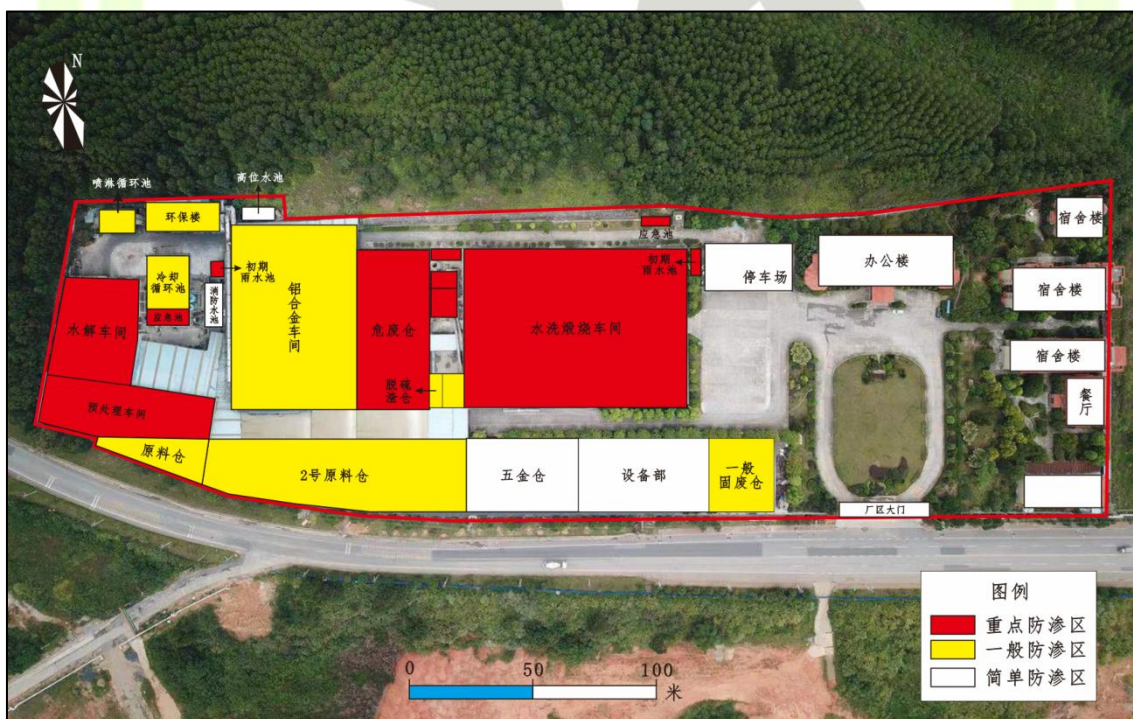 N
高位水池
喷淋循环池
环保楼
宿舍楼
应急池
初期
雨水池
初期
雨水池
停车场
办公楼
冷却
循环池
消防水池
铝合金车间
宿舍楼
应急池
水解车间
危废仓
水洗煅烧车间
宿舍楼
脱硫
渣仓
餐厅
预处理车间
原料仓
2号原料仓
五金仓
设备部
一般
固废仓
厂区大门
图例
重点防渗区
一般防渗区
简单防渗区
0
50
100
米